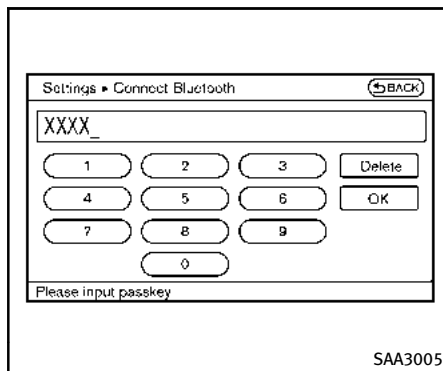 Settings ▸ Connect Bluetooth BACK
XXXX_
1 2 3 Delete
4 5 6 OK
7 8 9
0
Please input passkey
SAA3005